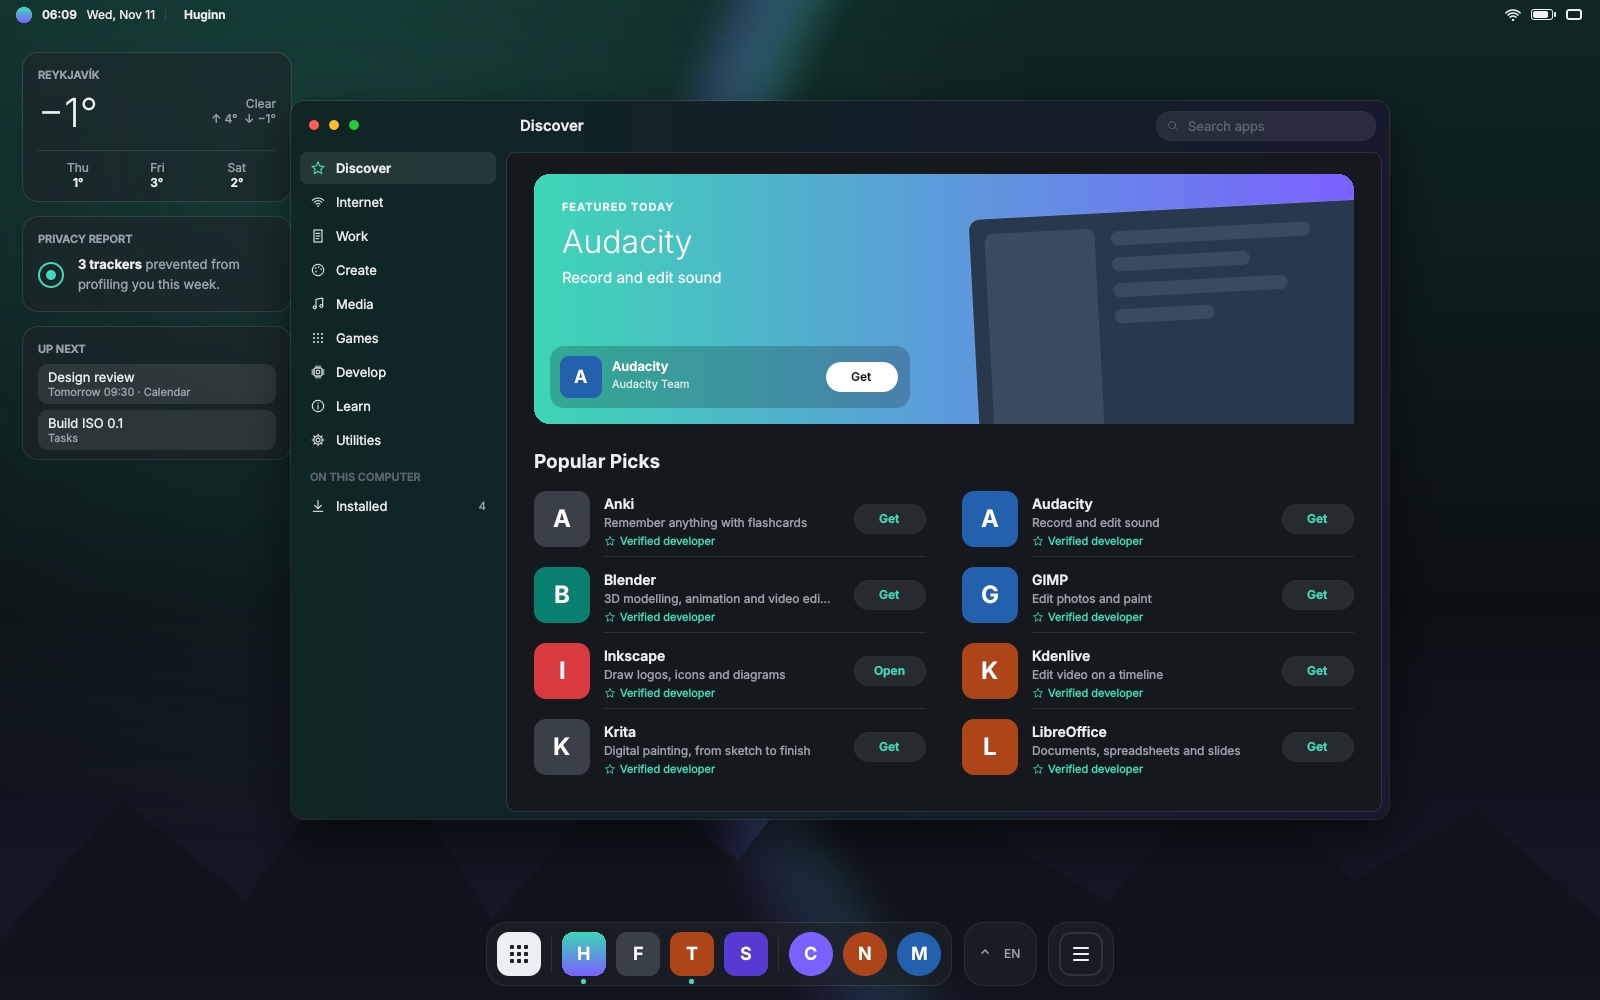 06:09 Wed, Nov 11 Huginn
REYKJAVÍK
−1°
Clear
↑ 4° ↓ −1°
Thu Fri Sat
1° 3° 2°
PRIVACY REPORT
3 trackers prevented from
profiling you this week.
UP NEXT
Design review
Tomorrow 09:30 · Calendar
Build ISO 0.1
Tasks
Discover
Search apps
Discover
Internet
Work
Create
Media
Games
Develop
Learn
Utilities
ON THIS COMPUTER
Installed 4
FEATURED TODAY
Audacity
Record and edit sound
A
Audacity
Audacity Team
Get
Popular Picks
A
Anki
Remember anything with flashcards
Verified developer
Get
A
Audacity
Record and edit sound
Verified developer
Get
B
Blender
3D modelling, animation and video edi...
Verified developer
Get
G
GIMP
Edit photos and paint
Verified developer
Get
I
Inkscape
Draw logos, icons and diagrams
Verified developer
Open
K
Kdenlive
Edit video on a timeline
Verified developer
Get
K
Krita
Digital painting, from sketch to finish
Verified developer
Get
L
LibreOffice
Documents, spreadsheets and slides
Verified developer
Get
H F T S C N M EN